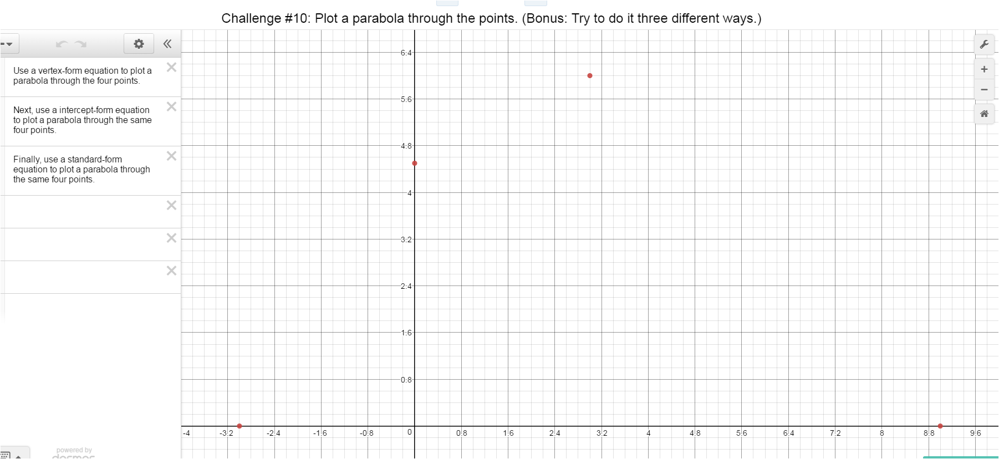 Challenge #10: Plot a parabola through the points. (Bonus: Try to do it three different ways.)
Use a vertex-form equation to plot a
parabola through the four points.
Next, use a intercept-form equation
to plot a parabola through the same
four points.
Finally, use a standard-form
equation to plot a parabola through
the same four points.
powered by
6.4
5.6
4.8
4
3.2
2.4
1.6
0.8
-4 -3.2 -2.4 -1.6 -0.8 0 0.8 1.6 2.4 3.2 4 4.8 5.6 6.4 7.2 8 8.8 9.6